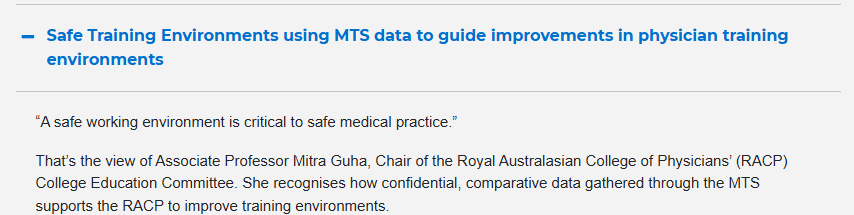 Safe Training Environments using MTS data to guide improvements in physician training
environments
“A safe working environment is critical to safe medical practice.”
That’s the view of Associate Professor Mitra Guha, Chair of the Royal Australasian College of Physicians’ (RACP)
College Education Committee. She recognises how confidential, comparative data gathered through the MTS
supports the RACP to improve training environments.